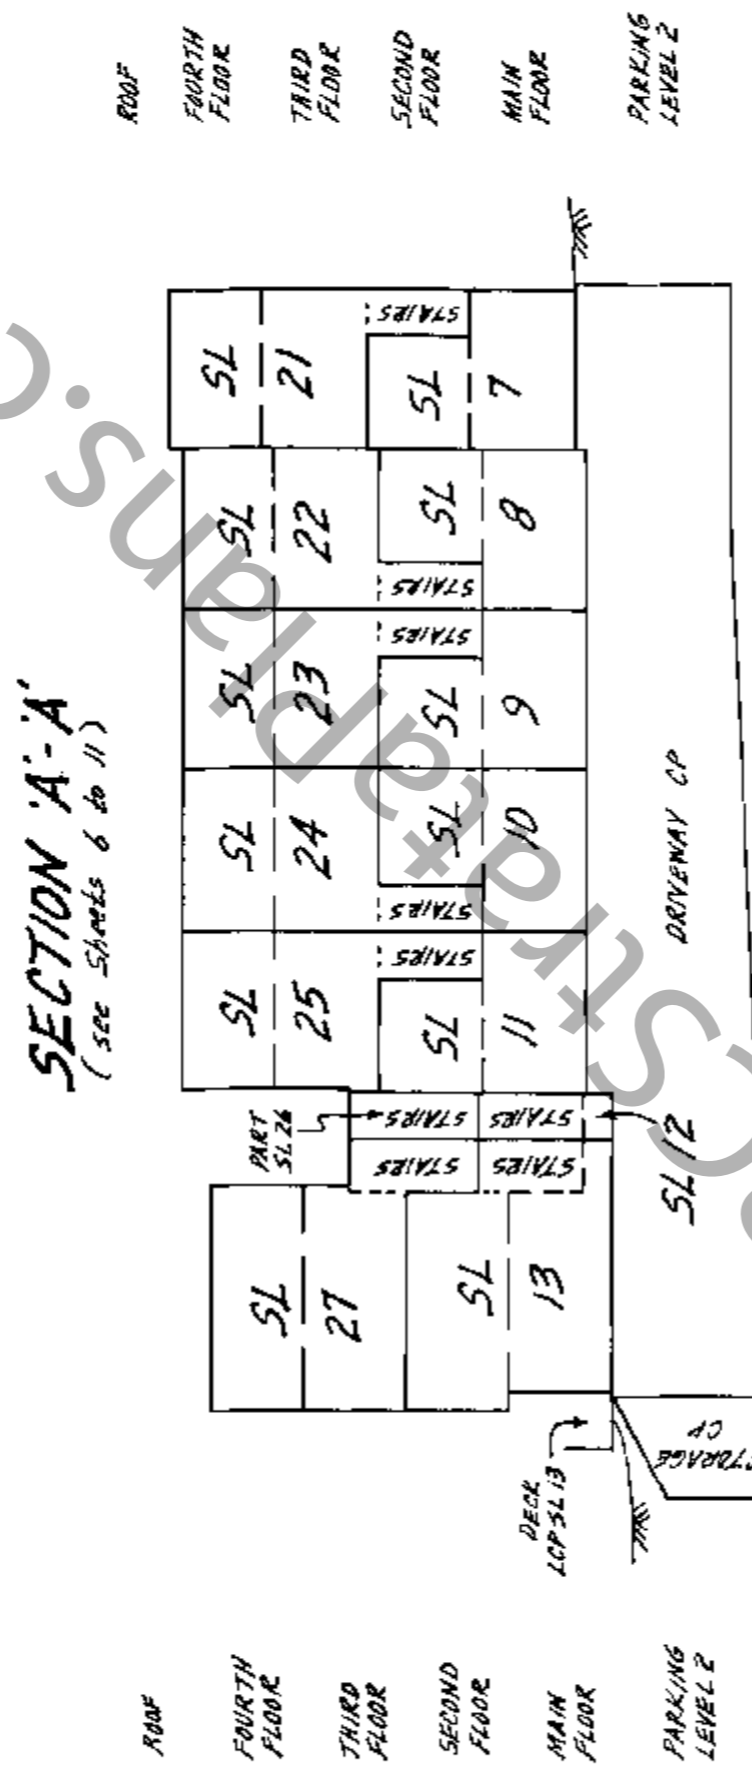 SECTION 'A'-'A'
(see Sheets 6 to 11)
ROOF
FOURTH
FLOOR
THIRD
FLOOR
SECOND
FLOOR
MAIN
FLOOR
PARKING
LEVEL 2
SL
27
SL
13
DECK
LCP SL 13
STORAGE
CP
PART
SL 26
STAIRS
STAIRS
STAIRS
STAIRS
SL 12
SL
25
STAIRS
SL
11
SL
24
STAIRS
SL
10
SL
23
STAIRS
SL
9
SL
22
STAIRS
SL
8
SL
21
STAIRS
SL
7
DRIVEWAY CP
ROOF
FOURTH
FLOOR
THIRD
FLOOR
SECOND
FLOOR
MAIN
FLOOR
PARKING
LEVEL 2
CStrataplans.c